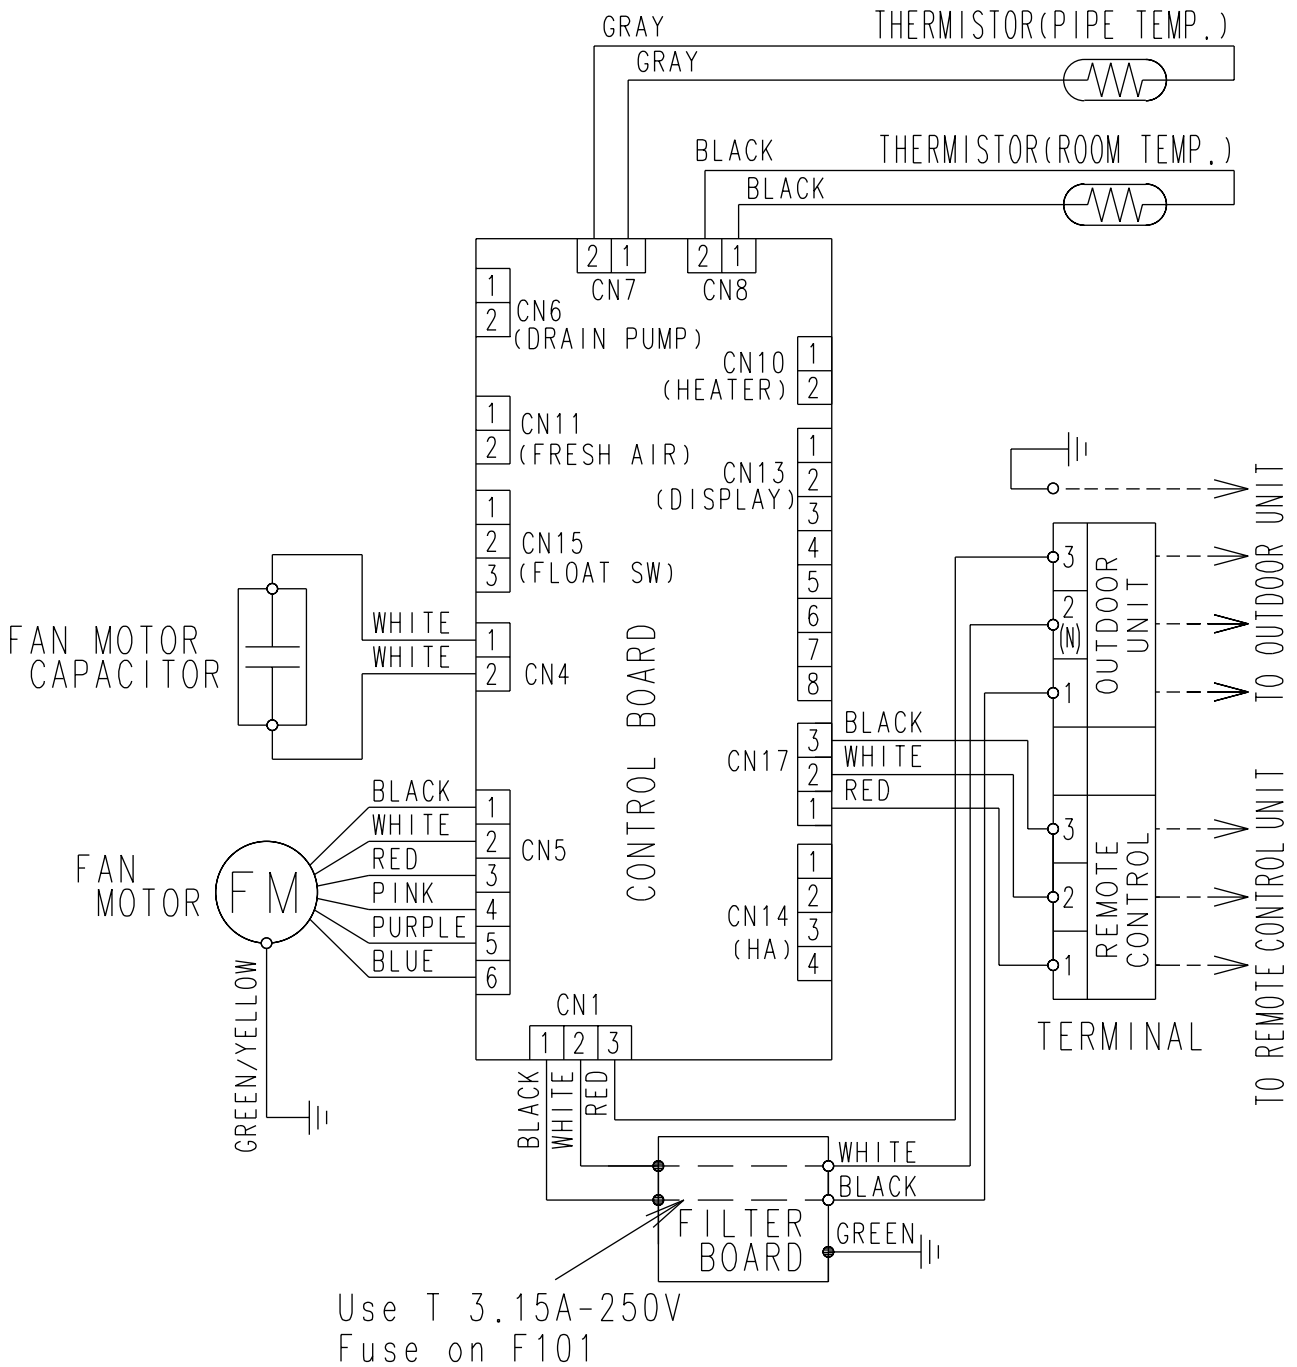 GRAY
THERMISTOR(PIPE TEMP.)
GRAY
BLACK
THERMISTOR(ROOM TEMP.)
BLACK
2 1
CN7
2 1
CN8
1
2
CN6
(DRAIN PUMP)
CN10
(HEATER)
1
2
1
2
CN11
(FRESH AIR)
CN13
(DISPLAY)
1
2
3
4
5
6
7
8
1
2
3
CN15
(FLOAT SW)
FAN MOTOR
CAPACITOR
WHITE
WHITE
1
2
CN4
CONTROL BOARD
CN17
3
2
1
BLACK
WHITE
RED
FAN
MOTOR
FM
BLACK
WHITE
RED
PINK
PURPLE
BLUE
1
2
3
4
5
6
CN5
GREEN/YELLOW
CN14
(HA)
1
2
3
4
3
2
(N)
1
OUTDOOR
UNIT
TO OUTDOOR UNIT
3
2
1
REMOTE
CONTROL
TO REMOTE CONTROL UNIT
TERMINAL
CN1
1 2 3
BLACK
WHITE
RED
WHITE
BLACK
GREEN
FILTER
BOARD
Use T 3.15A-250V
Fuse on F101